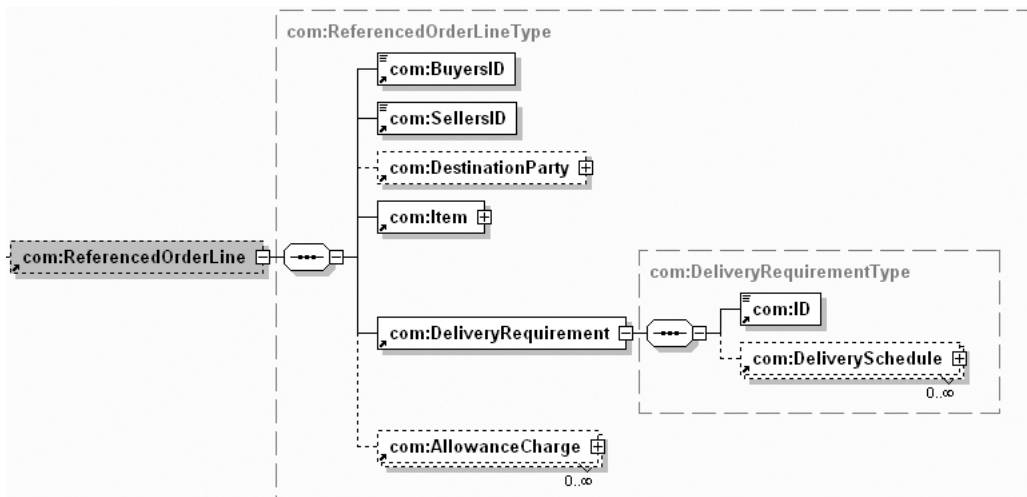 com:ReferencedOrderLineType
com:BuyersID
com:SellersID
com:DestinationParty
com:Item
com:ReferencedOrderLine
com:DeliveryRequirementType
com:ID
com:DeliveryRequirement
com:DeliverySchedule
0..∞
com:AllowanceCharge
0..∞